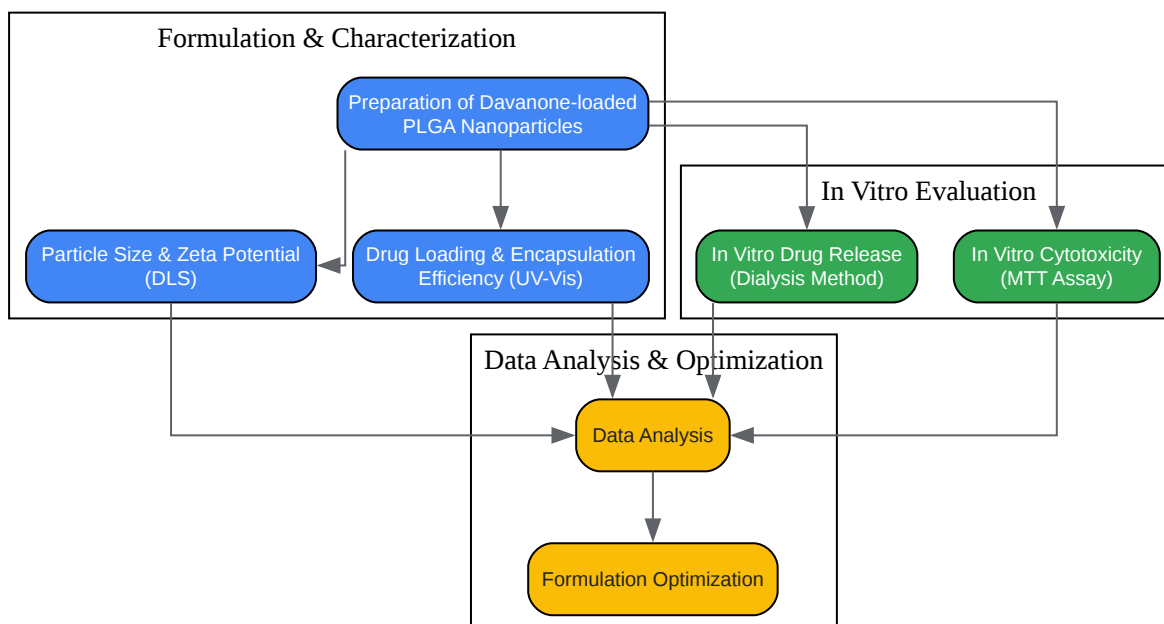 Formulation & Characterization
Preparation of Davanone-loaded
PLGA Nanoparticles
In Vitro Evaluation
Particle Size & Zeta Potential
(DLS)
Drug Loading & Encapsulation
Efficiency (UV-Vis)
In Vitro Drug Release
(Dialysis Method)
In Vitro Cytotoxicity
(MTT Assay)
Data Analysis & Optimization
Data Analysis
Formulation Optimization